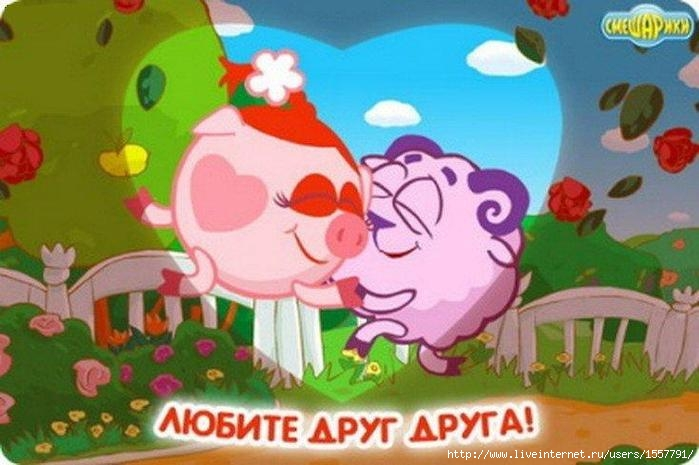 СМЕШАРИКИ
ЛЮБИТЕ ДРУГ ДРУГА!
http://www.liveinternet.ru/users/1557791/